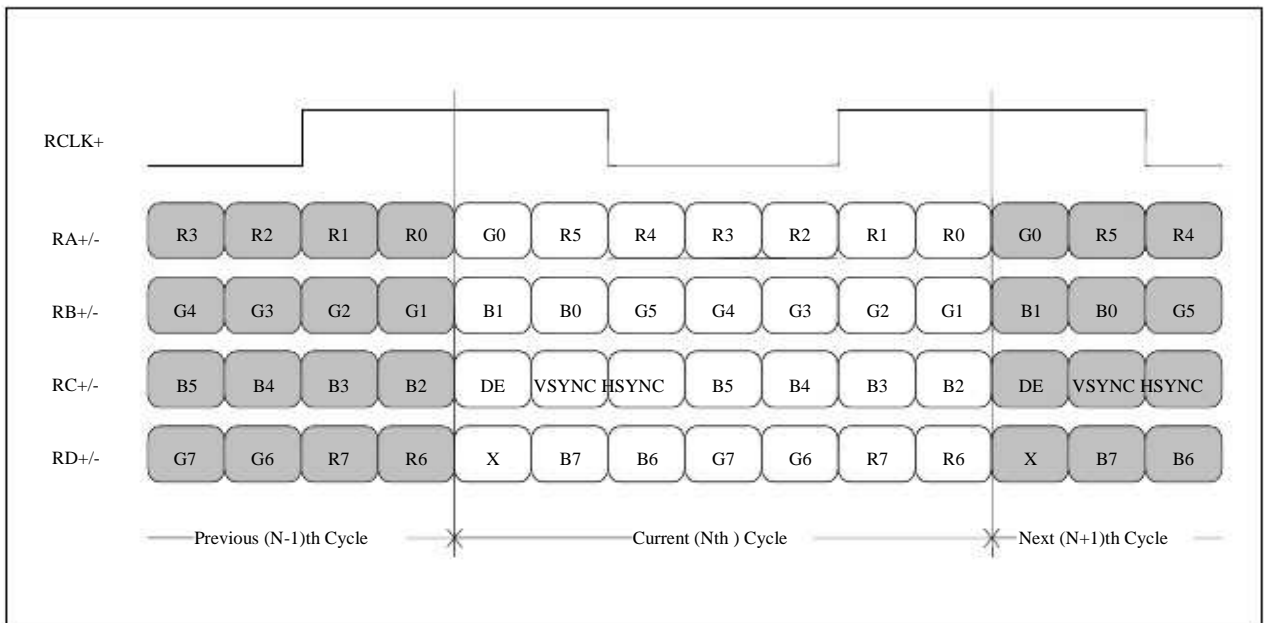 RCLK+
RA+/- R3 R2 R1 R0 G0 R5 R4 R3 R2 R1 R0 G0 R5 R4
RB+/- G4 G3 G2 G1 B1 B0 G5 G4 G3 G2 G1 B1 B0 G5
RC+/- B5 B4 B3 B2 DE VSYNC HSYNC B5 B4 B3 B2 DE VSYNC HSYNC
RD+/- G7 G6 R7 R6 X B7 B6 G7 G6 R7 R6 X B7 B6
Previous (N-1)th Cycle Current (Nth ) Cycle Next (N+1)th Cycle